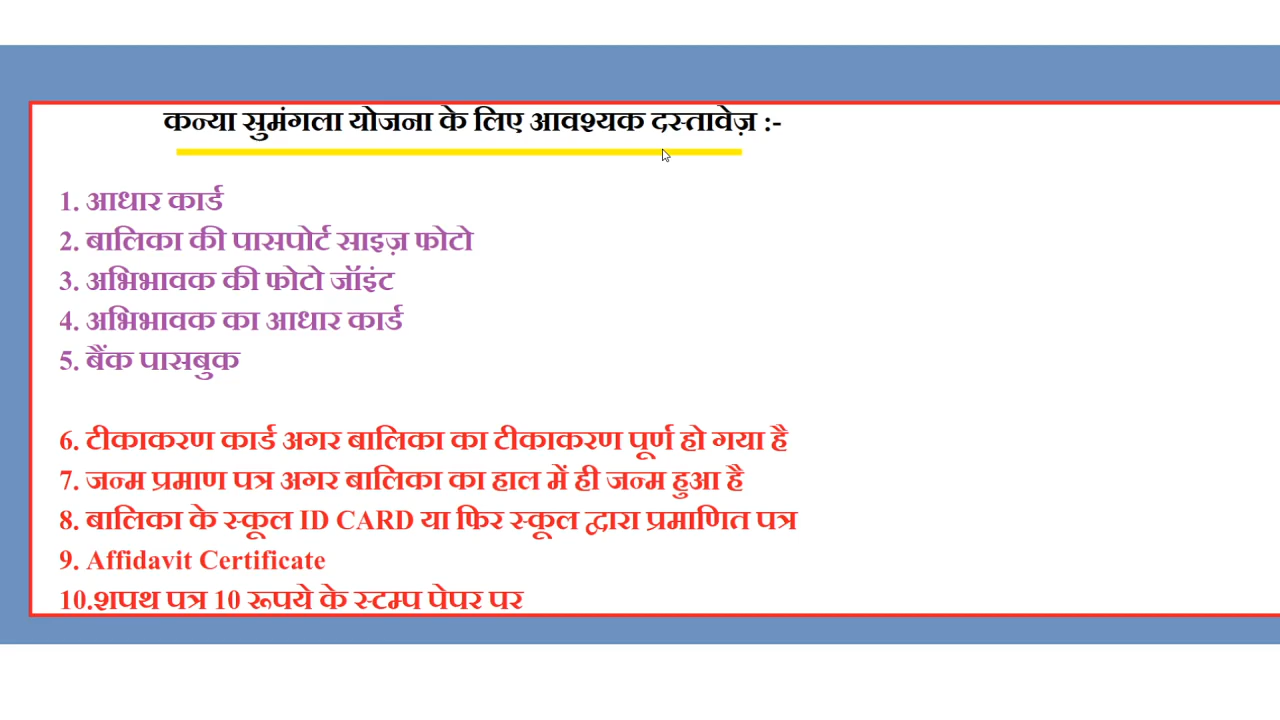 कन्या सुमंगला योजना के लिए आवश्यक दस्तावेज़ :-
1. आधार कार्ड
2. बालिका की पासपोर्ट साइज़ फोटो
3. अभिभावक की फोटो जॉइंट
4. अभिभावक का आधार कार्ड
5. बैंक पासबुक
6. टीकाकरण कार्ड अगर बालिका का टीकाकरण पूर्ण हो गया है
7. जन्म प्रमाण पत्र अगर बालिका का हाल में ही जन्म हुआ है
8. बालिका के स्कूल ID CARD या फिर स्कूल द्वारा प्रमाणित पत्र
9. Affidavit Certificate
10.शपथ पत्र 10 रूपये के स्टम्प पेपर पर